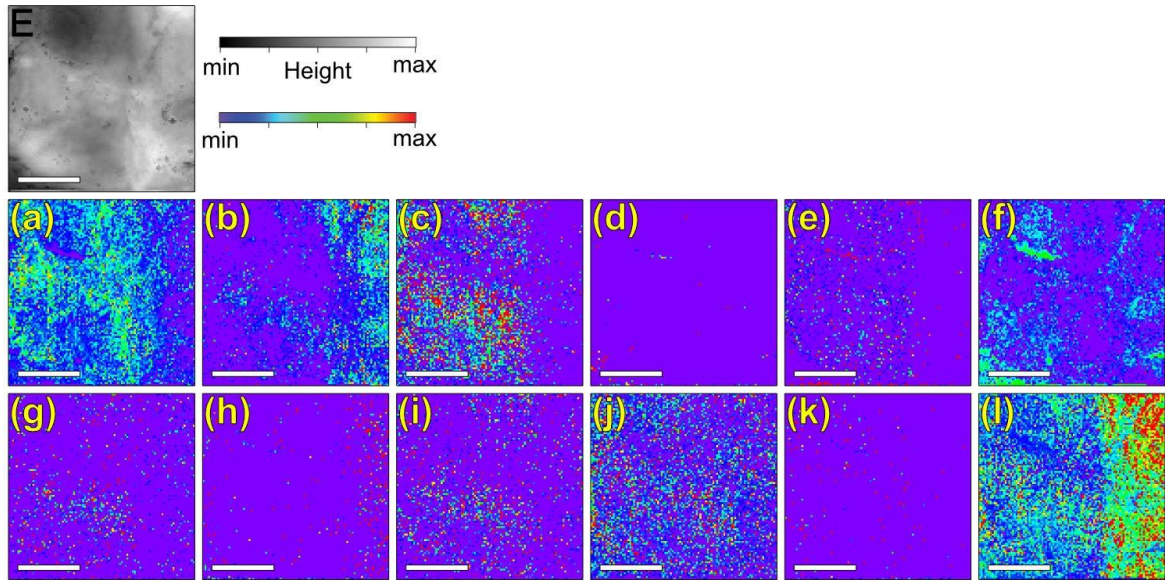 E
min Height max
min max
(a) (b) (c) (d) (e) (f)
(g) (h) (i) (j) (k) (l)